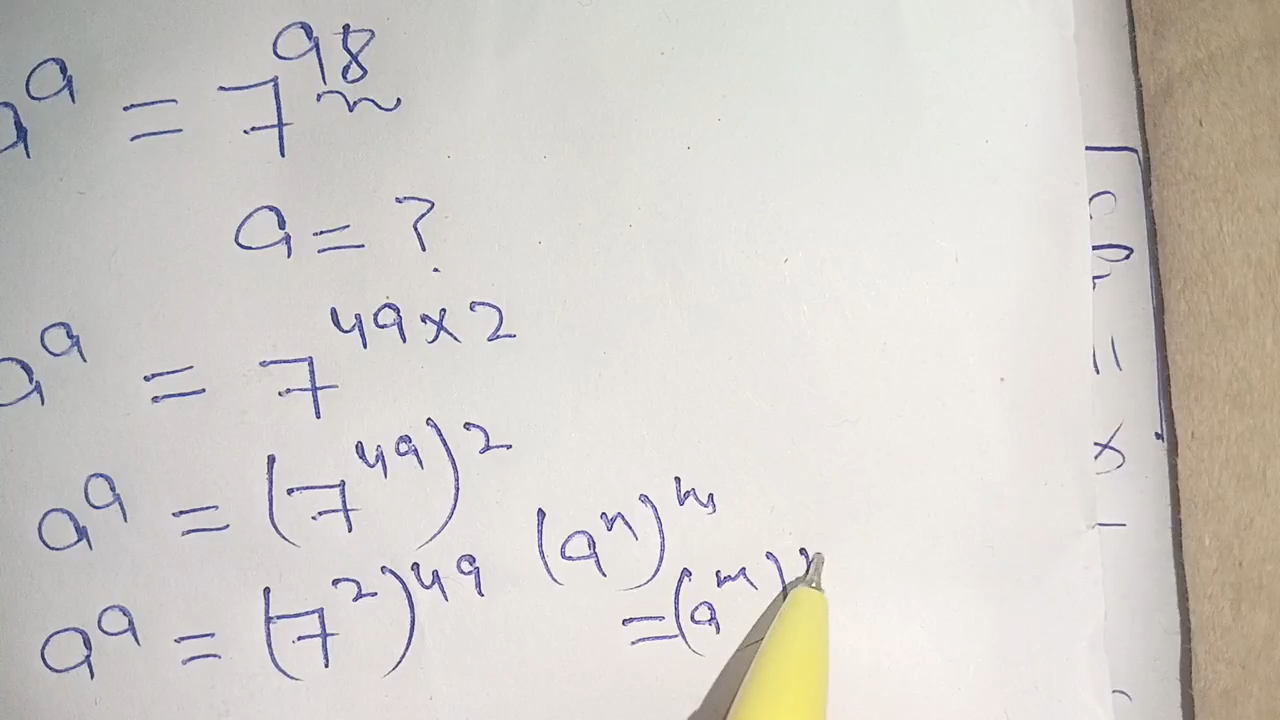 a^a = 7^98
a = ?
a^a = 7^49×2
a^a = (7^49)^2
a^a = (7^2)^49 (a^n)^m
= (a^m)
= x